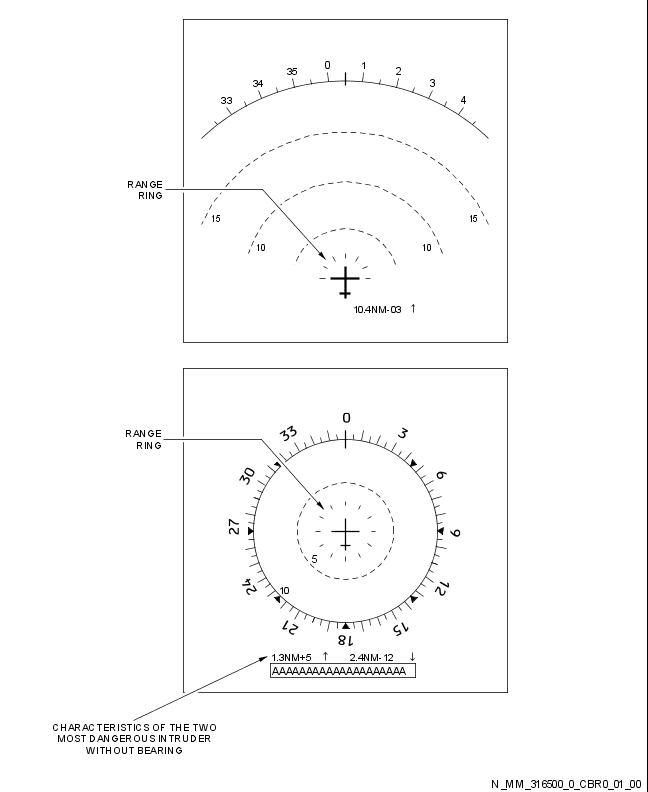 0 1
35 2
34 3
33 4
RANGE
RING
15 15
10 10
10.4NM-03 ↑
0
33 3
RANGE
RING
30 6
27 9
5
24 10 12
21 15
18
1.3NM+5 ↑ 2.4NM-12 ↓
AAAAAAAAAAAAAAAAAAAA
CHARACTERISTICS OF THE TWO
MOST DANGEROUS INTRUDER
WITHOUT BEARING
N_MM_316500_0_CBR0_01_00